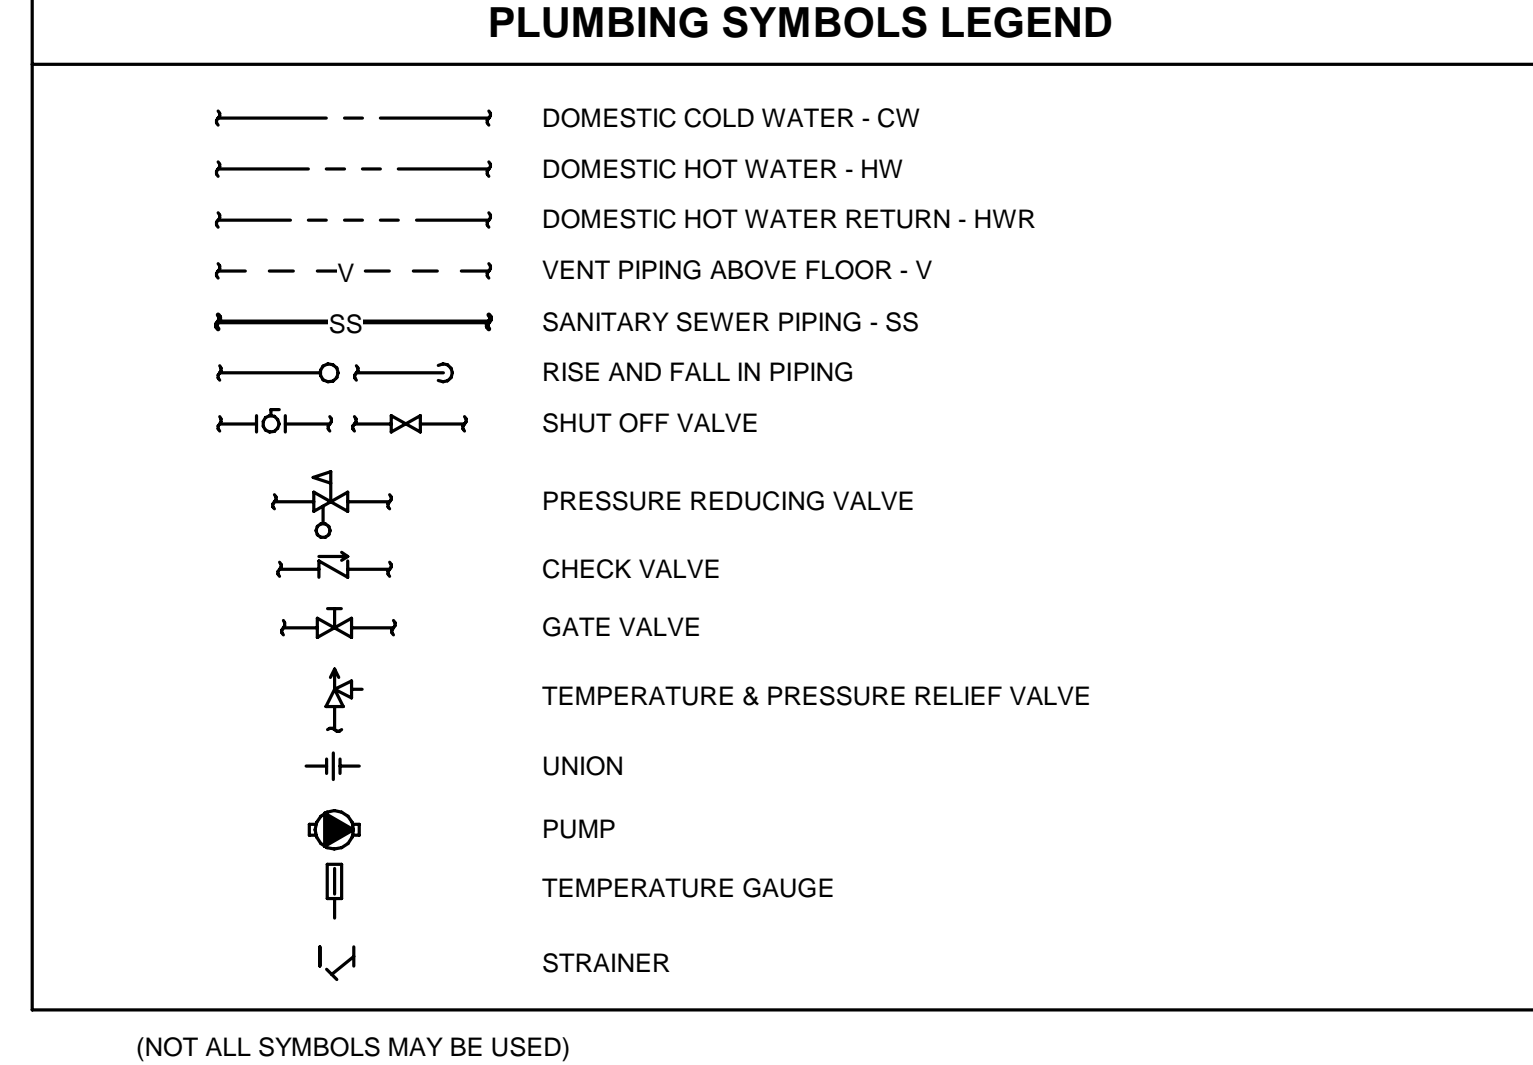 PLUMBING SYMBOLS LEGEND
DOMESTIC COLD WATER - CW
DOMESTIC HOT WATER - HW
DOMESTIC HOT WATER RETURN - HWR
V VENT PIPING ABOVE FLOOR - V
SS SANITARY SEWER PIPING - SS
RISE AND FALL IN PIPING
SHUT OFF VALVE
PRESSURE REDUCING VALVE
CHECK VALVE
GATE VALVE
TEMPERATURE & PRESSURE RELIEF VALVE
UNION
PUMP
TEMPERATURE GAUGE
STRAINER
(NOT ALL SYMBOLS MAY BE USED)